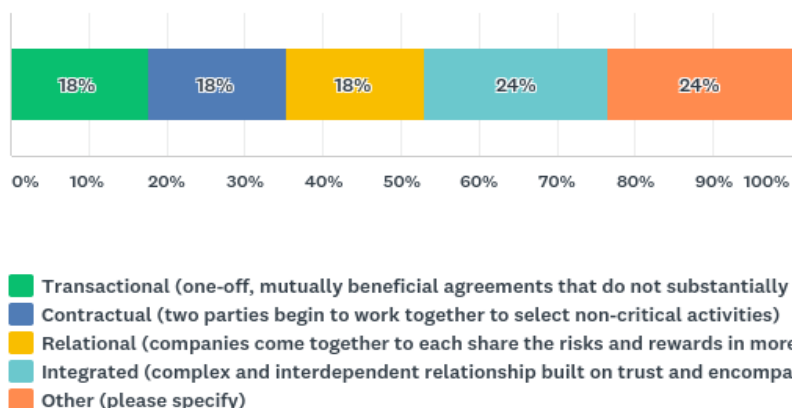 18% 18% 18% 24% 24%
0% 10% 20% 30% 40% 50% 60% 70% 80% 90% 100%
Transactional (one-off, mutually beneficial agreements that do not substantially
Contractual (two parties begin to work together to select non-critical activities)
Relational (companies come together to each share the risks and rewards in more
Integrated (complex and interdependent relationship built on trust and encompa
Other (please specify)